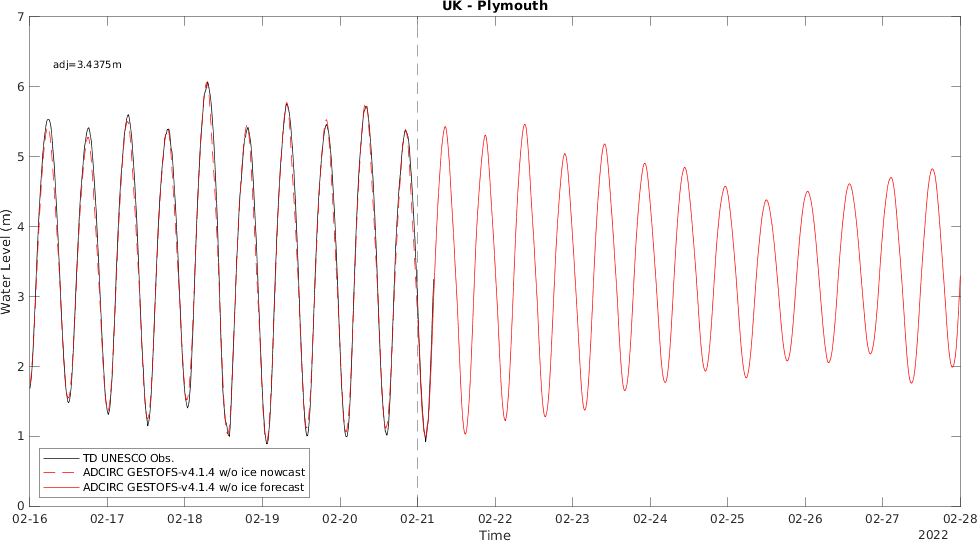 UK - Plymouth
adj=3.4375m
Water Level (m)
7
6
5
4
3
2
1
0
TD UNESCO Obs.
ADCIRC GESTOFS-v4.1.4 w/o ice nowcast
ADCIRC GESTOFS-v4.1.4 w/o ice forecast
02-16 02-17 02-18 02-19 02-20 02-21 02-22 02-23 02-24 02-25 02-26 02-27 02-28
Time
2022